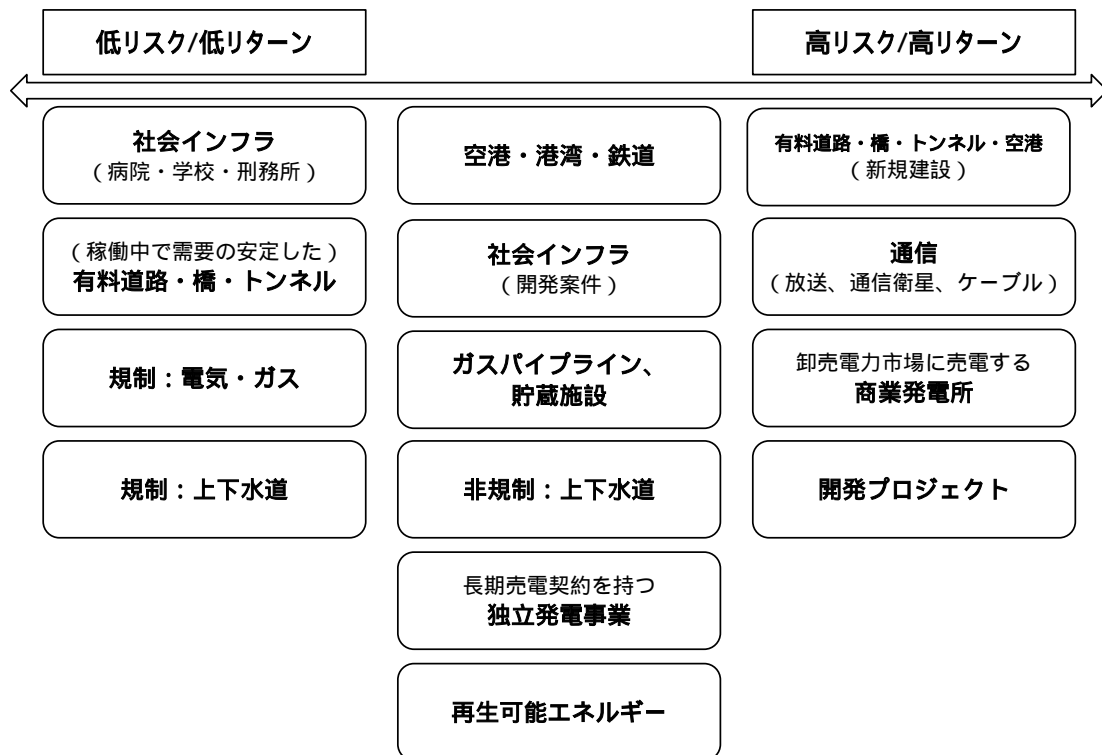 低リスク/低リターン
高リスク/高リターン
社会インフラ
（病院・学校・刑務所）
（稼働中で需要の安定した）
有料道路・橋・トンネル
規制：電気・ガス
規制：上下水道
空港・港湾・鉄道
社会インフラ
（開発案件）
ガスパイプライン、
貯蔵施設
非規制：上下水道
長期売電契約を持つ
独立発電事業
再生可能エネルギー
有料道路・橋・トンネル・空港
（新規建設）
通信
（放送、通信衛星、ケーブル）
卸売電力市場に売電する
商業発電所
開発プロジェクト